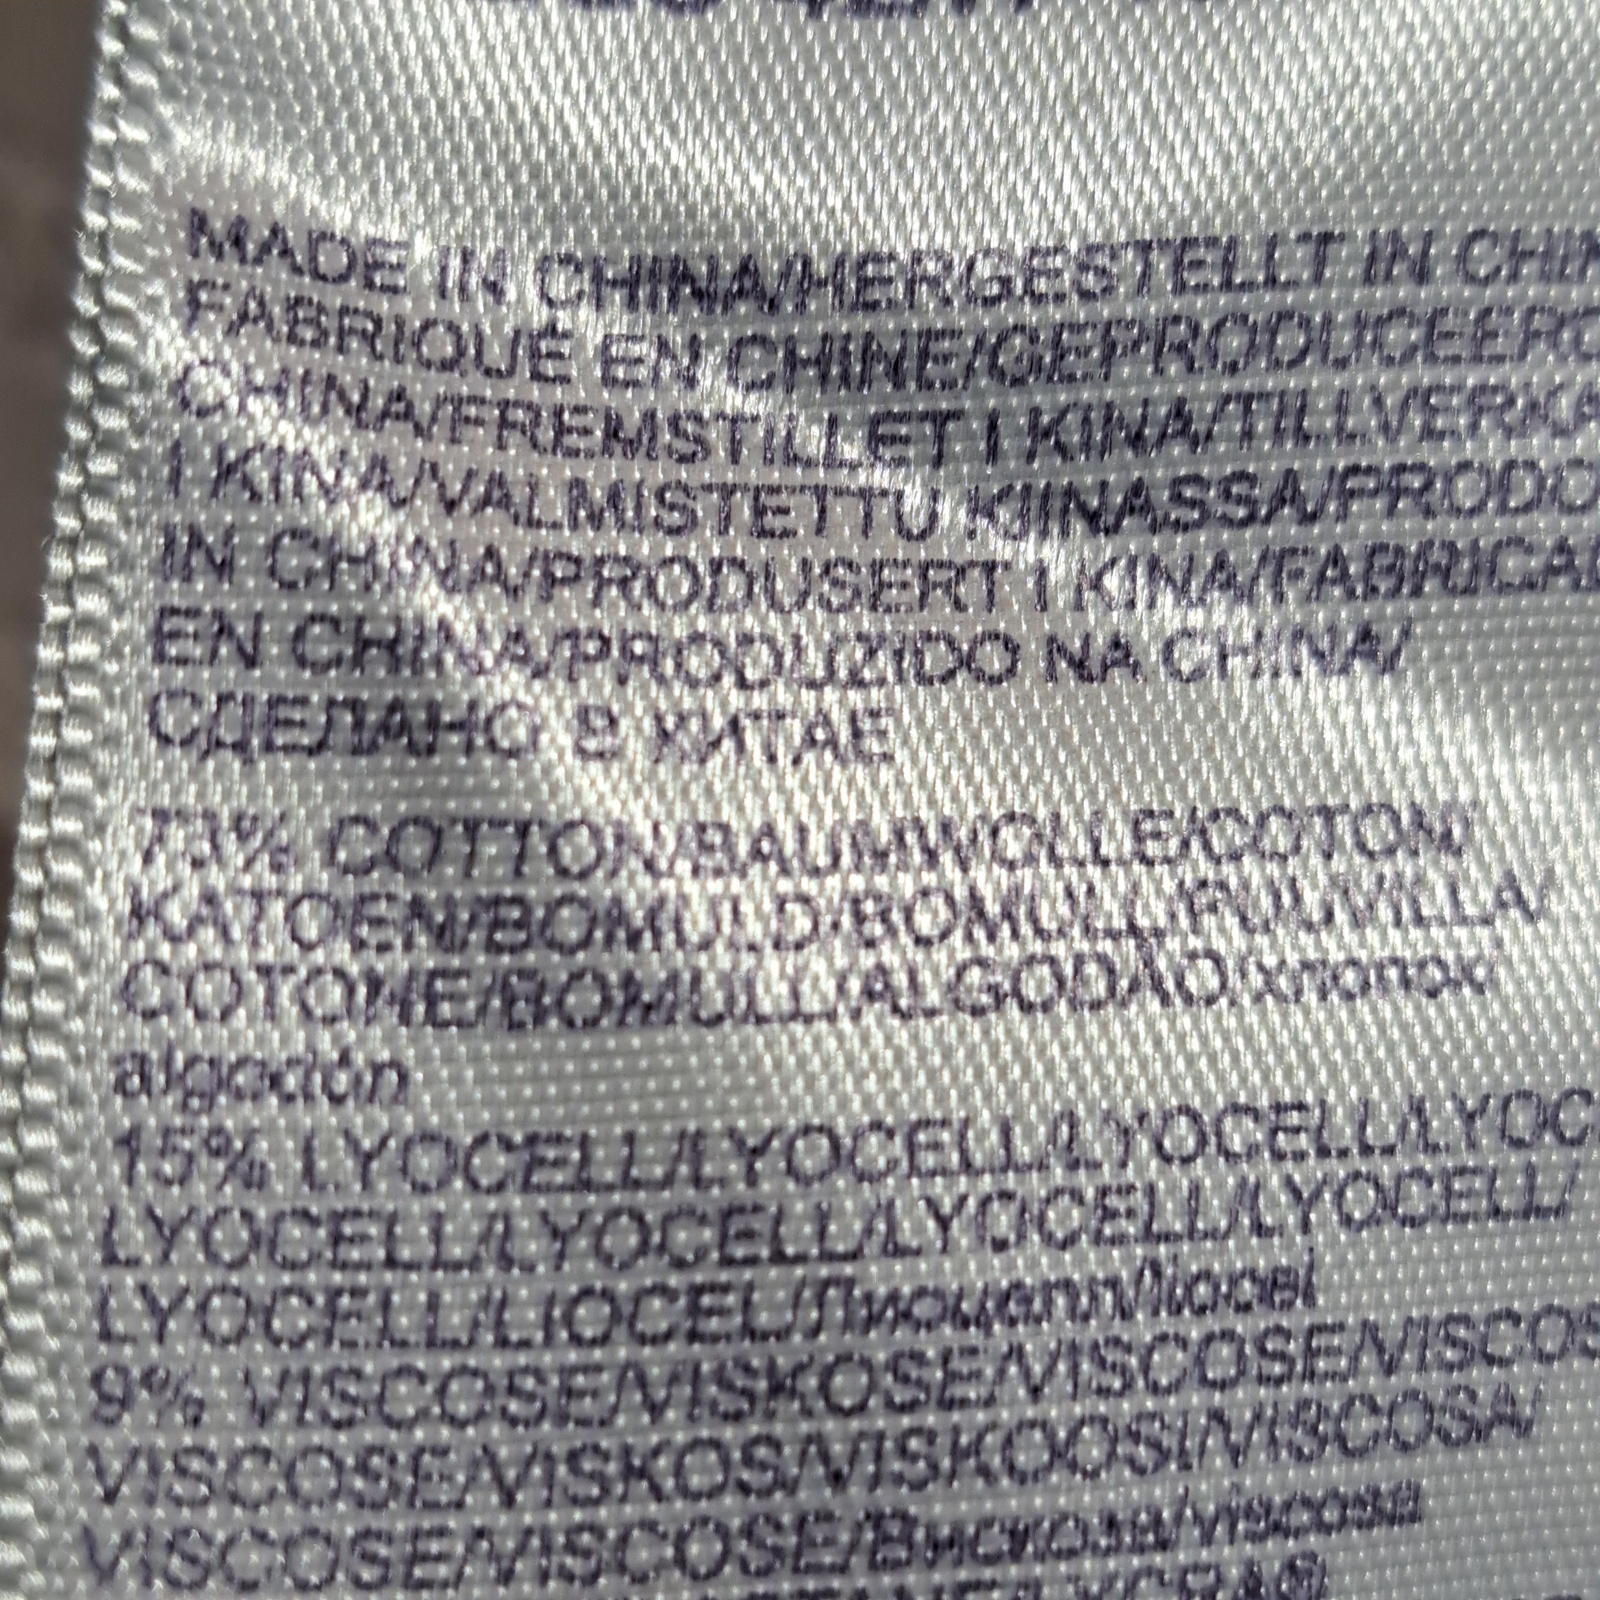 MADE IN CHINA/HERGESTELLT IN CHIN
FABRIQUÉ EN CHINE/GEPRODUCEERD
CHINA/FREMSTILLET I KINA/TILLVERKA
I KINA/VALMISTETTU KIINASSA/PRODO
IN CHINA/PRODUSERT I KINA/FABRICAD
EN CHINA/PRODUZIDO NA CHINA/
СДЕЛАНО В КИТАЕ
73% COTTON/BAUMWOLLE/COTON/
KATOEN/BOMULD/BOMULL/PUUVILLA/
COTONE/BOMULL/ALGODÃO/хлопок
algodón
15% LYOCELL/LYOCELL/LYOCELL/LYOC
LYOCELL/LYOCELL/LYOCELL/LYOCELL/
LYOCELL/LIOCEL/Лиоцелл/liocel
9% VISCOSE/VISKOSE/VISCOSE/VISCOS
VISCOSE/VISKOS/VISKOOSI/VISCOSA/
VISCOSE/VISCOSE/Вискоза/viscosa
LYCRA®